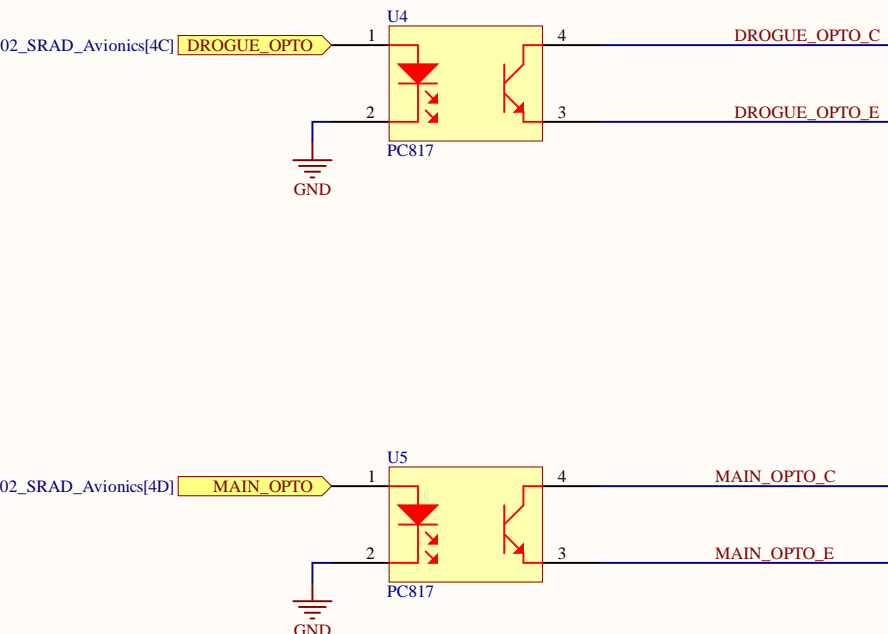 U4
02_SRAD_Avionics[4C] DROGUE_OPTO 1 4 DROGUE_OPTO_C
2 3 DROGUE_OPTO_E
PC817
GND
U5
02_SRAD_Avionics[4D] MAIN_OPTO 1 4 MAIN_OPTO_C
2 3 MAIN_OPTO_E
PC817
GND